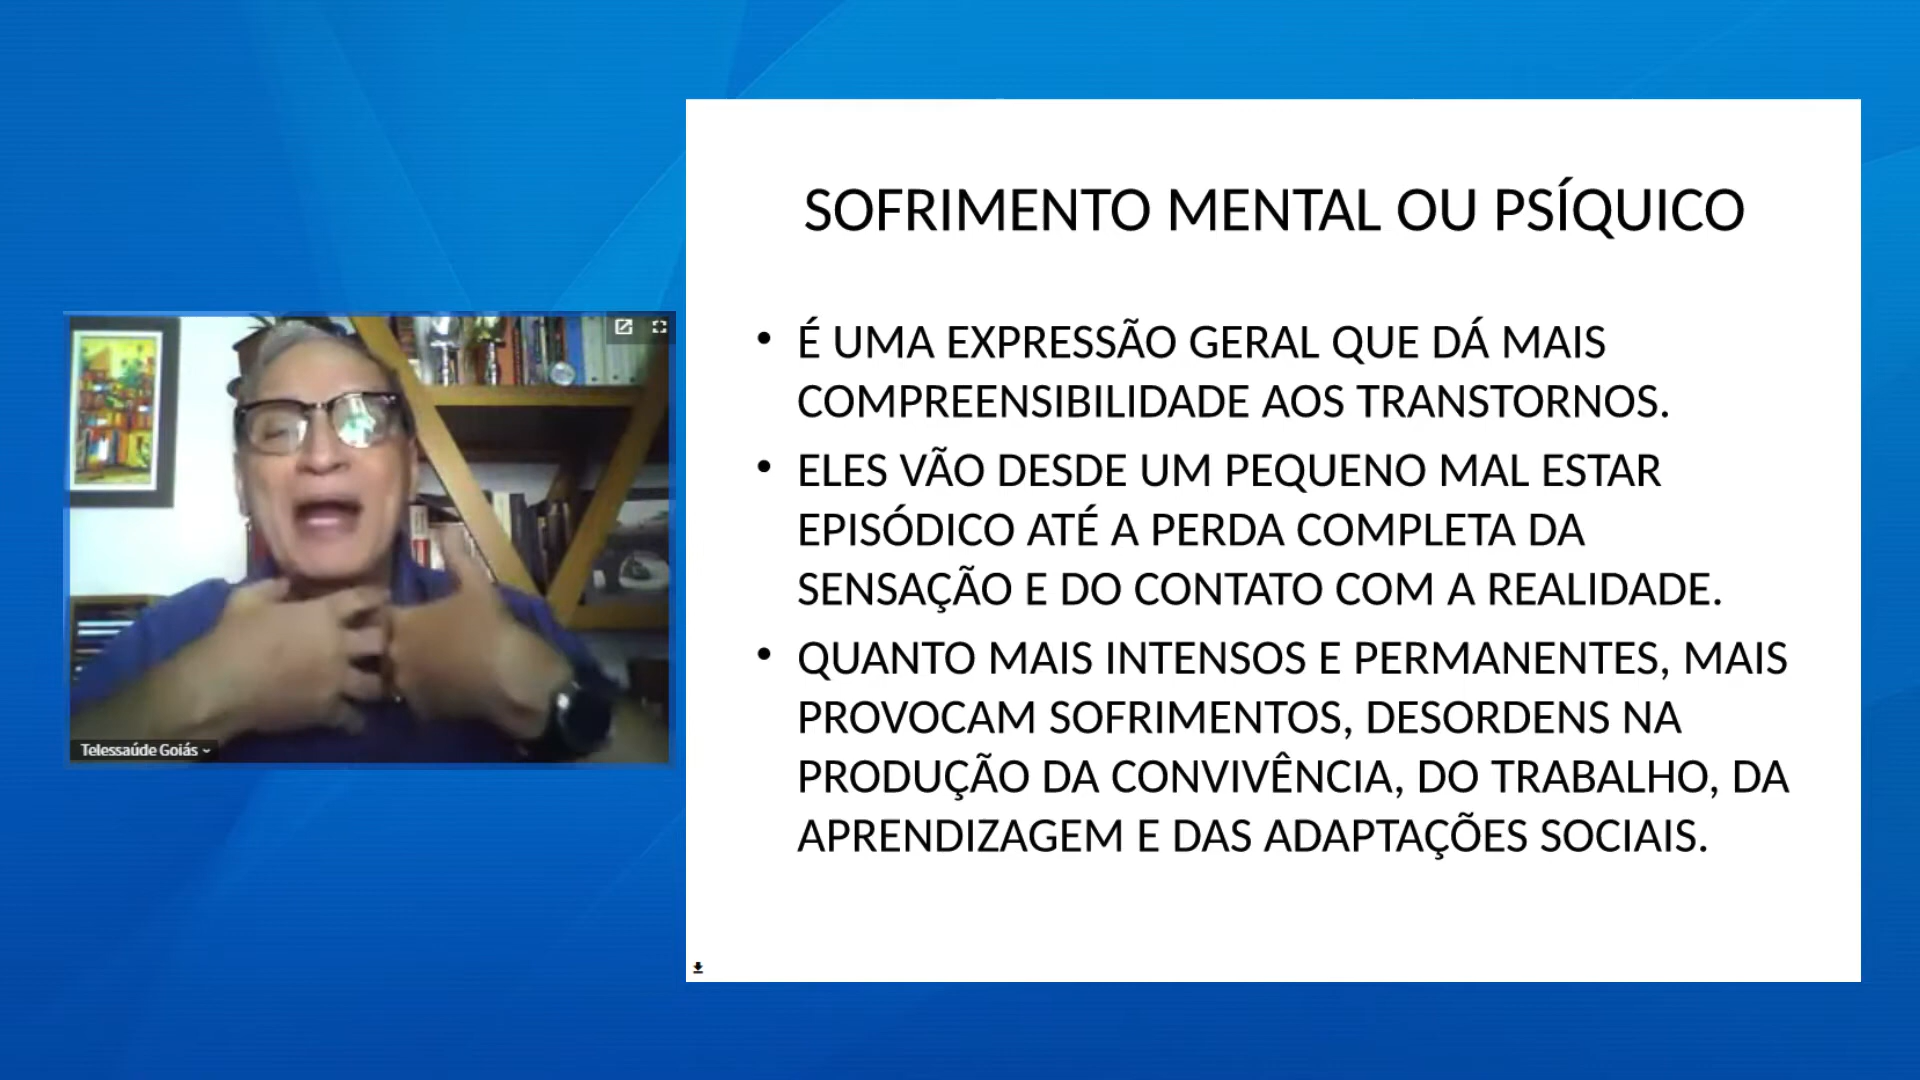 SOFRIMENTO MENTAL OU PSÍQUICO
• É UMA EXPRESSÃO GERAL QUE DÁ MAIS
COMPREENSIBILIDADE AOS TRANSTORNOS.
• ELES VÃO DESDE UM PEQUENO MAL ESTAR
EPISÓDICO ATÉ A PERDA COMPLETA DA
SENSAÇÃO E DO CONTATO COM A REALIDADE.
• QUANTO MAIS INTENSOS E PERMANENTES, MAIS
PROVOCAM SOFRIMENTOS, DESORDENS NA
PRODUÇÃO DA CONVIVÊNCIA, DO TRABALHO, DA
APRENDIZAGEM E DAS ADAPTAÇÕES SOCIAIS.
Telessaúde Goiás